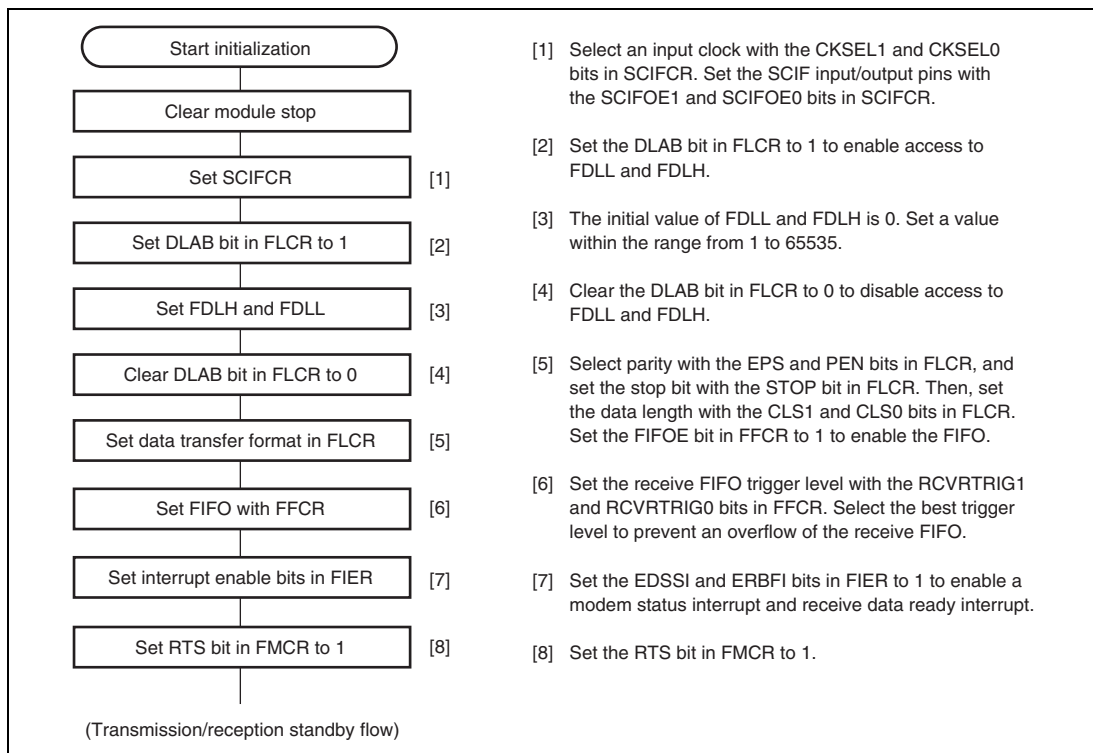 Start initialization
Clear module stop
Set SCIFCR [1]
Set DLAB bit in FLCR to 1 [2]
Set FDLH and FDLL [3]
Clear DLAB bit in FLCR to 0 [4]
Set data transfer format in FLCR [5]
Set FIFO with FFCR [6]
Set interrupt enable bits in FIER [7]
Set RTS bit in FMCR to 1 [8]
(Transmission/reception standby flow)
[1] Select an input clock with the CKSEL1 and CKSEL0
bits in SCIFCR. Set the SCIF input/output pins with
the SCIFOE1 and SCIFOE0 bits in SCIFCR.
[2] Set the DLAB bit in FLCR to 1 to enable access to
FDLL and FDLH.
[3] The initial value of FDLL and FDLH is 0. Set a value
within the range from 1 to 65535.
[4] Clear the DLAB bit in FLCR to 0 to disable access to
FDLL and FDLH.
[5] Select parity with the EPS and PEN bits in FLCR, and
set the stop bit with the STOP bit in FLCR. Then, set
the data length with the CLS1 and CLS0 bits in FLCR.
Set the FIFOE bit in FFCR to 1 to enable the FIFO.
[6] Set the receive FIFO trigger level with the RCVRTRIG1
and RCVRTRIG0 bits in FFCR. Select the best trigger
level to prevent an overflow of the receive FIFO.
[7] Set the EDSSI and ERBFI bits in FIER to 1 to enable a
modem status interrupt and receive data ready interrupt.
[8] Set the RTS bit in FMCR to 1.